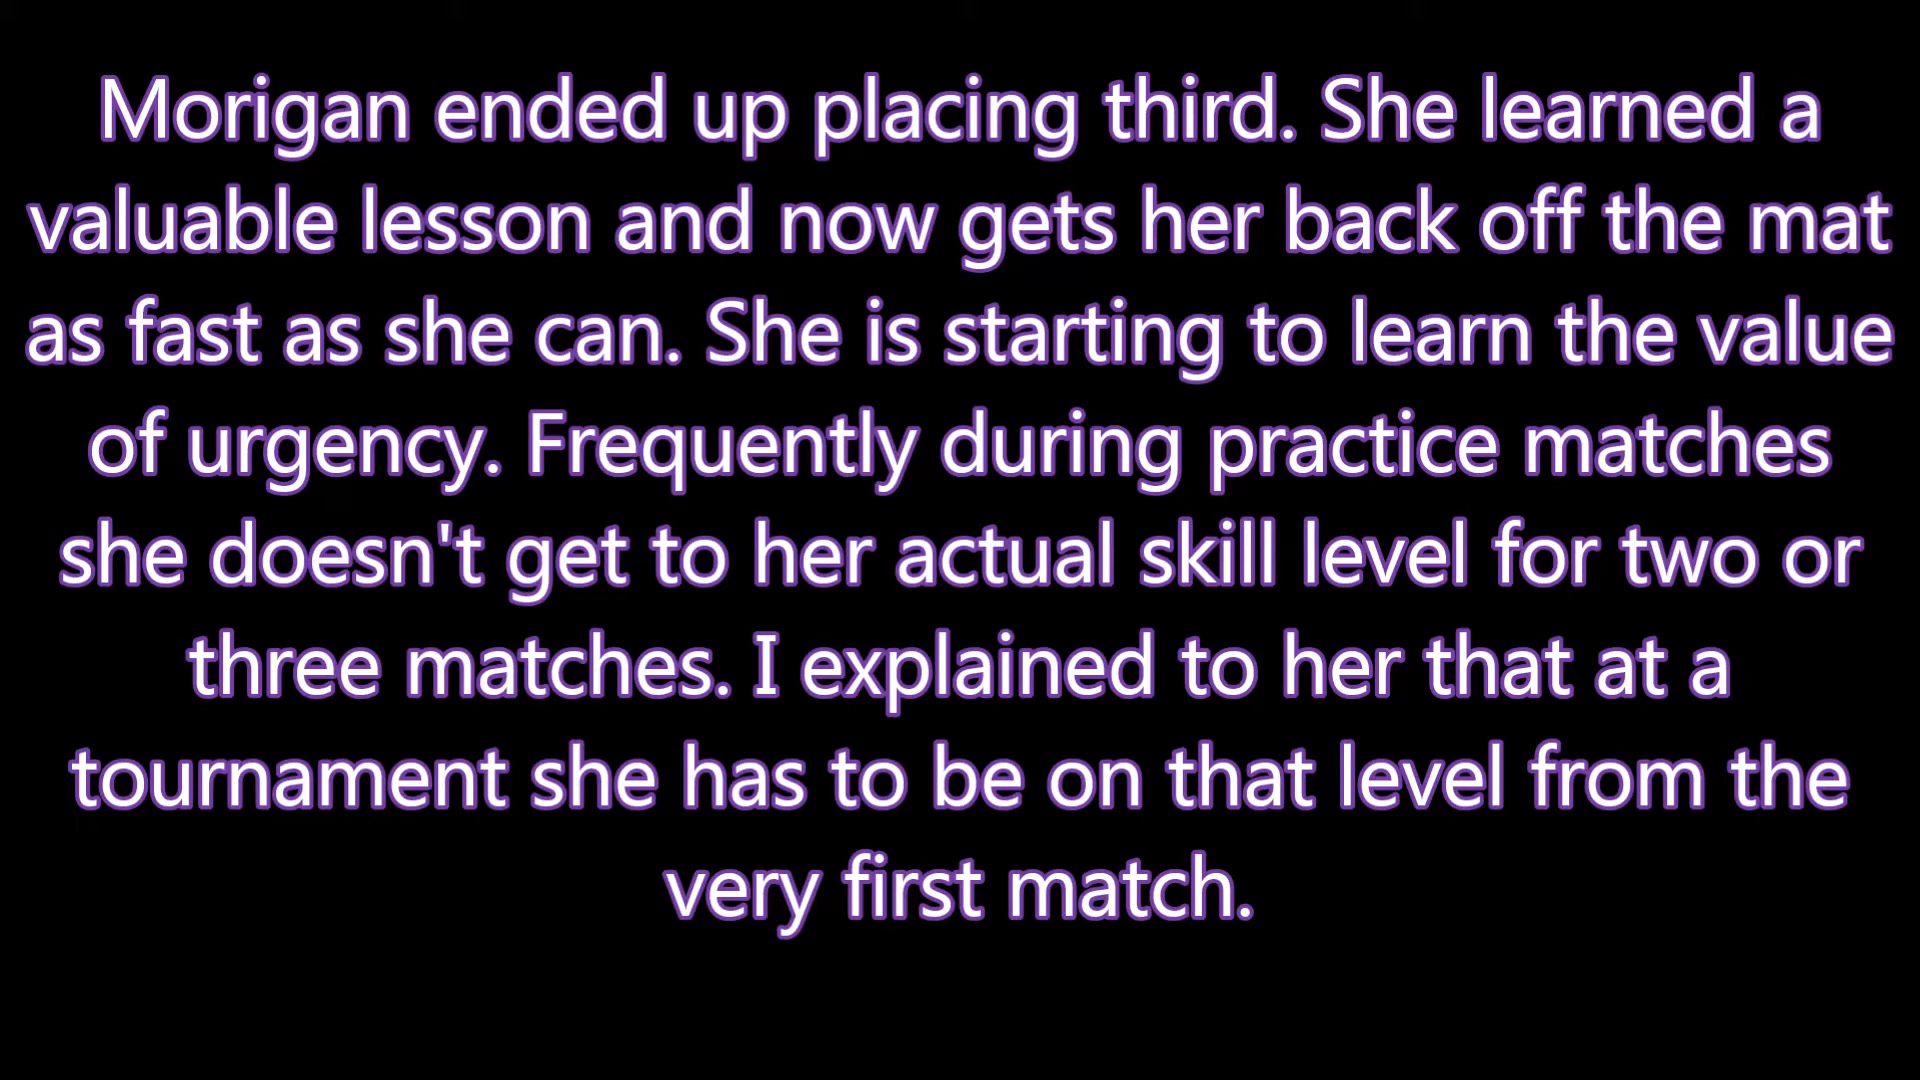 Morigan ended up placing third. She learned a
valuable lesson and now gets her back off the mat
as fast as she can. She is starting to learn the value
of urgency. Frequently during practice matches
she doesn't get to her actual skill level for two or
three matches. I explained to her that at a
tournament she has to be on that level from the
very first match.